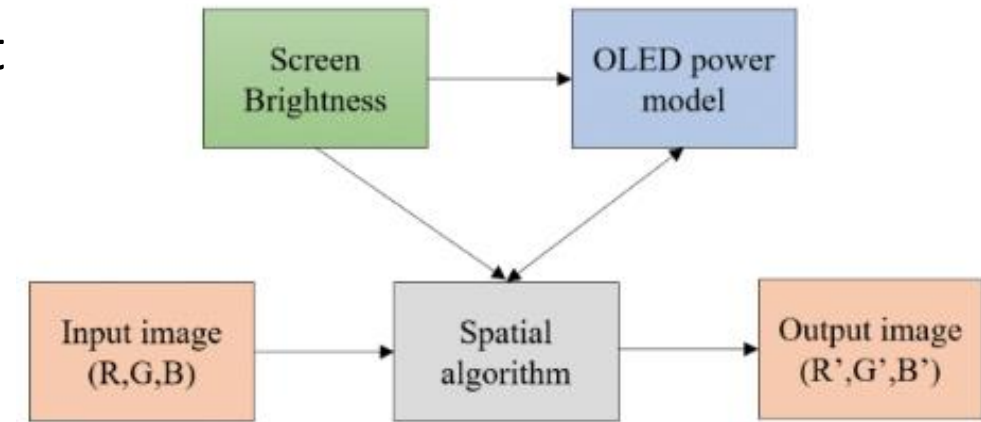 t
Screen
Brightness
OLED power
model
Input image
(R,G,B)
Spatial
algorithm
Output image
(R’,G’,B’)